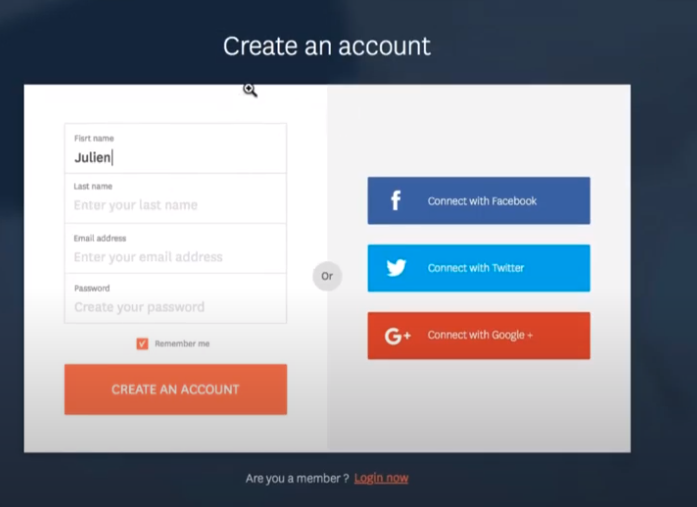 Create an account
Fisrt name
Julien
Last name
Enter your last name
Email address
Enter your email address
Password
Create your password
Remember me
CREATE AN ACCOUNT
Or
f Connect with Facebook
Connect with Twitter
G+ Connect with Google +
Are you a member ? Login now